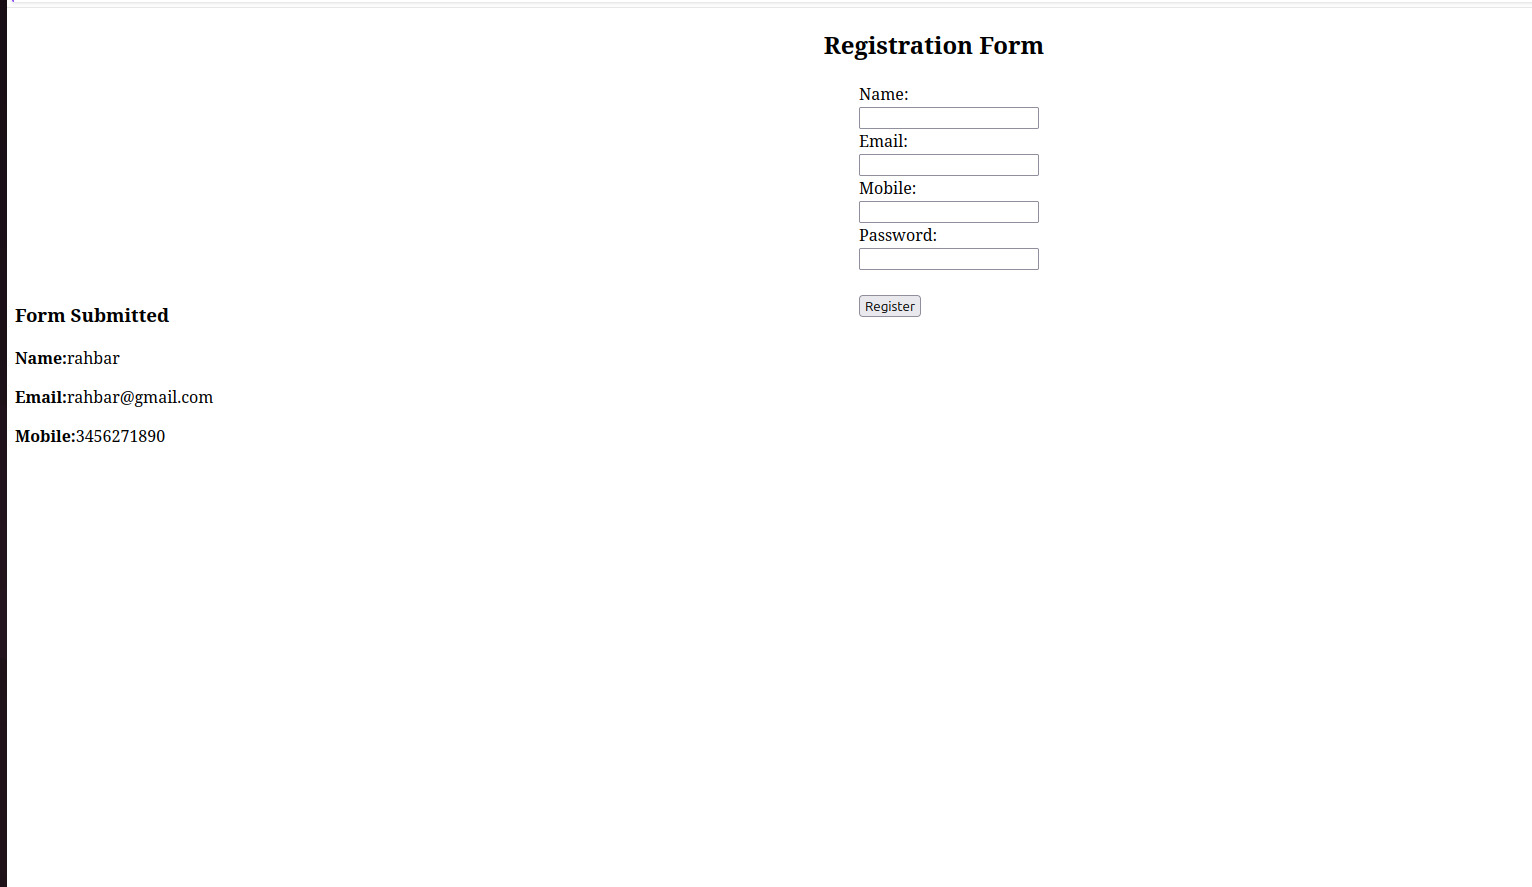 Registration Form
Name:
Email:
Mobile:
Password:
Register
Form Submitted
Name:rahbar
Email:rahbar@gmail.com
Mobile:3456271890